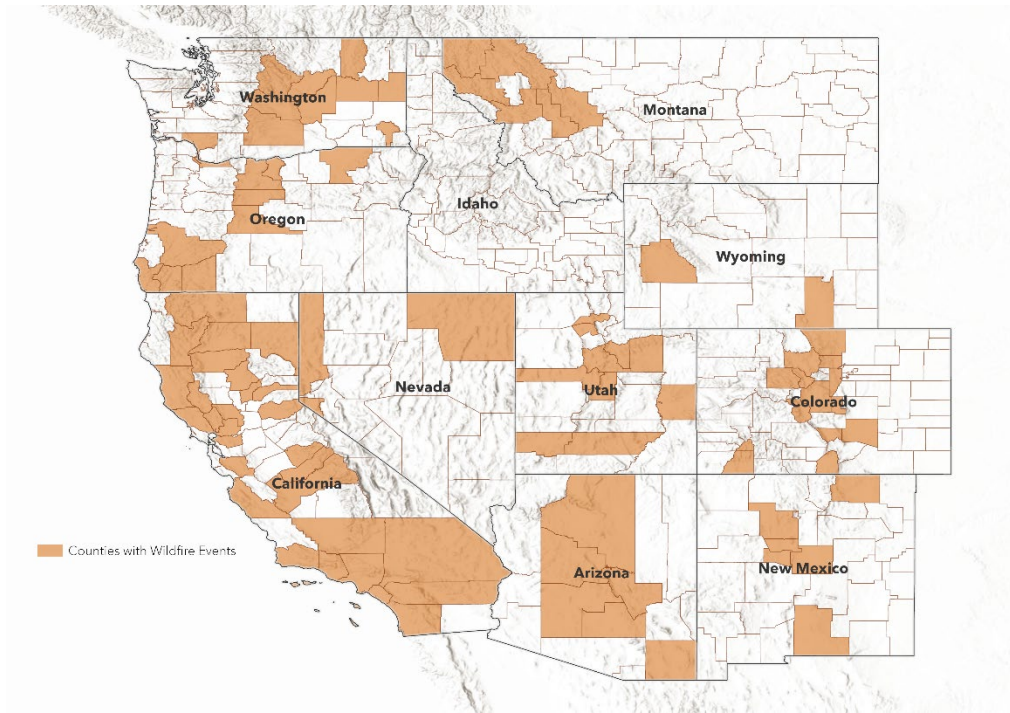 Washington
Montana
Oregon
Idaho
Wyoming
Nevada
Utah
Colorado
California
Counties with Wildfire Events
Arizona
New Mexico